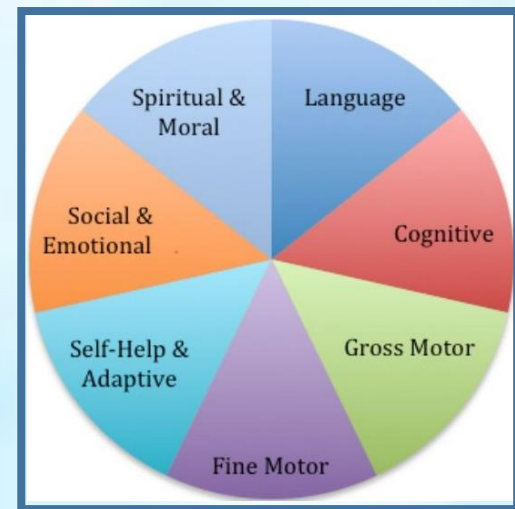 Language
Cognitive
Gross Motor
Fine Motor
Self-Help &
Adaptive
Social &
Emotional
Spiritual &
Moral